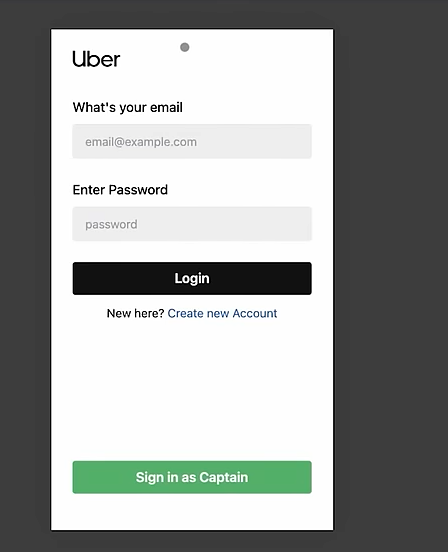 Uber
What's your email
email@example.com
Enter Password
password
Login
New here? Create new Account
Sign in as Captain